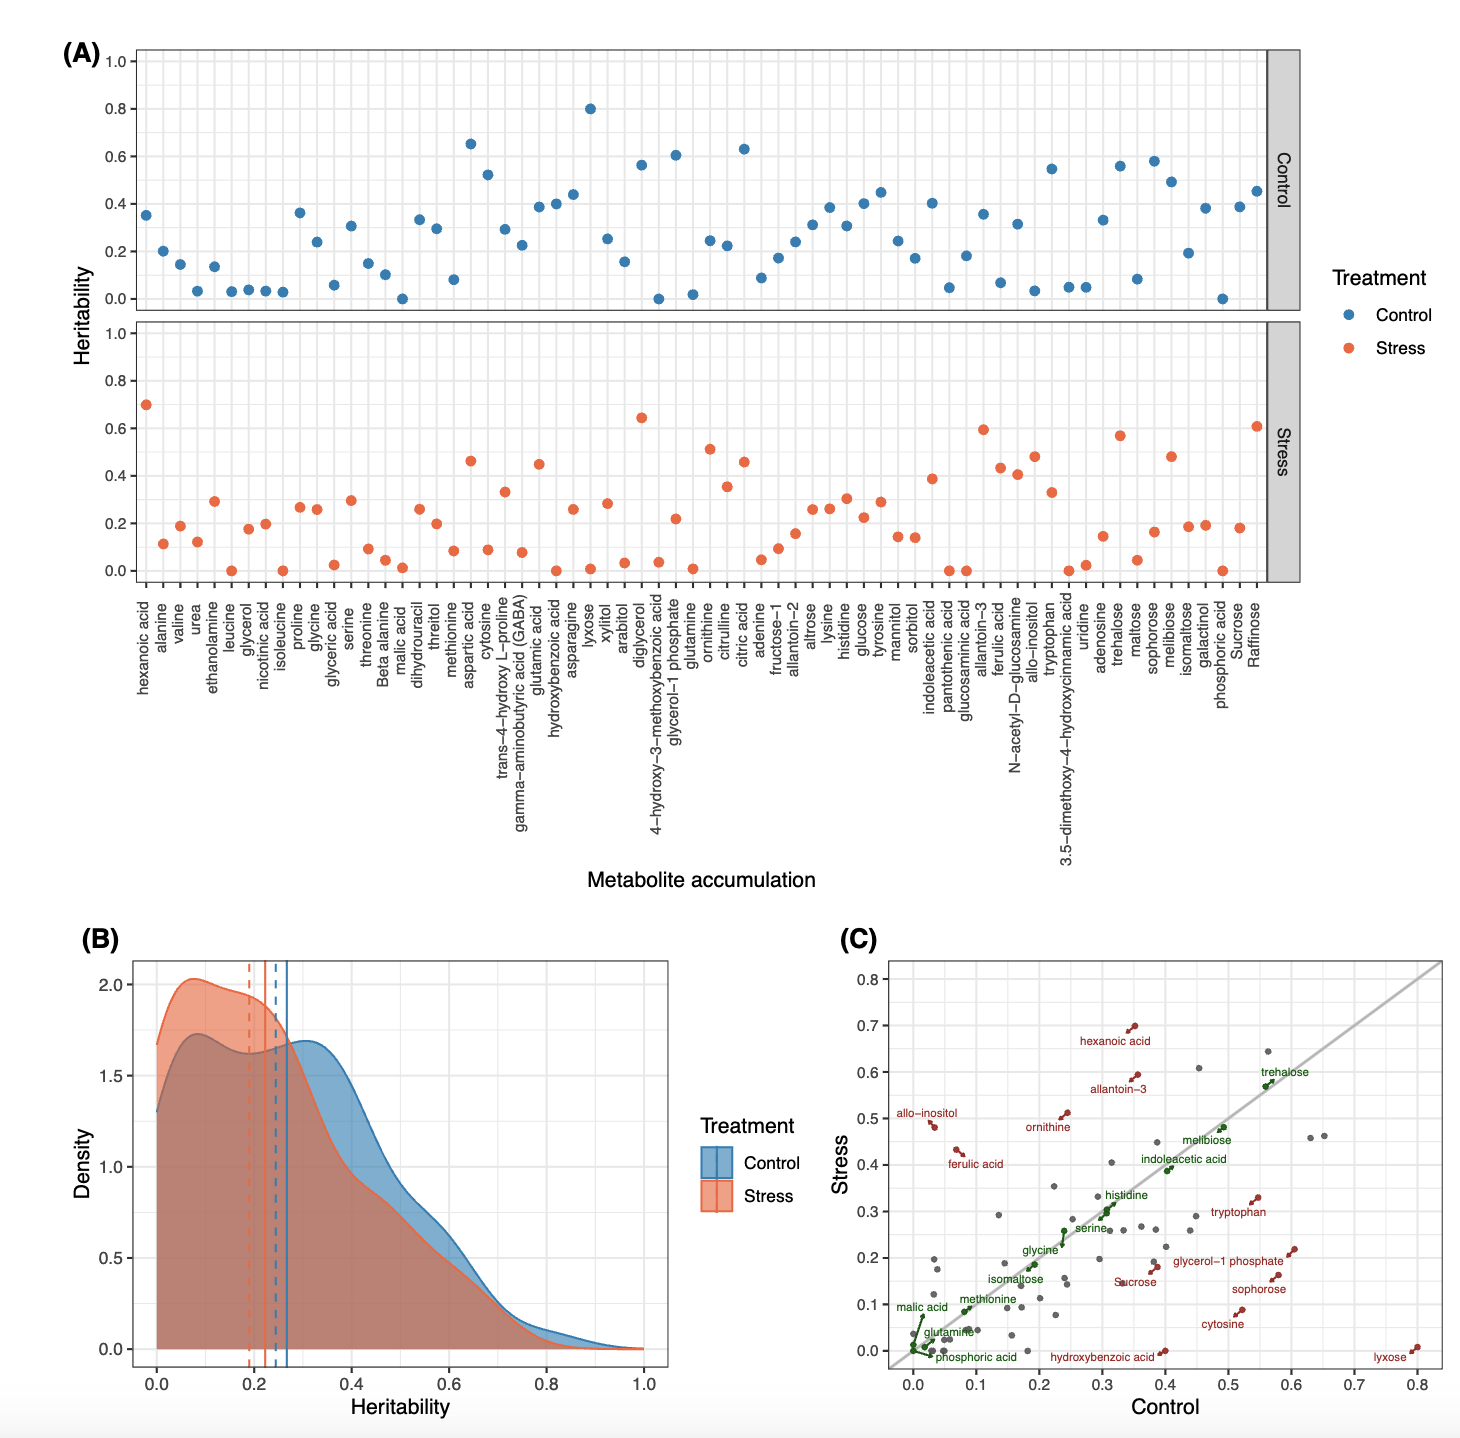 (A)
1.0
0.8
0.6
0.4
0.2
0.0
Control
1.0
0.8
0.6
0.4
0.2
0.0
Stress
Heritability
Treatment
Control
Stress
hexanoic acid
alanine
valine
urea
ethanolamine
leucine
glycerol
nicotinic acid
isoleucine
proline
glycine
glyceric acid
serine
threonine
Beta alanine
malic acid
dihydrouracil
threitol
methionine
aspartic acid
cytosine
trans−4−hydroxy L−proline
gamma−aminobutyric acid (GABA)
glutamic acid
hydroxybenzoic acid
asparagine
lyxose
xylitol
arabitol
diglycerol
4−hydroxy−3−methoxybenzoic acid
glycerol−1 phosphate
glutamine
ornithine
citrulline
citric acid
adenine
fructose−1
allantoin−2
altrose
lysine
histidine
glucose
tyrosine
mannitol
sorbitol
indoleacetic acid
pantothenic acid
glucosaminic acid
allantoin−3
ferulic acid
N−acetyl−D−glucosamine
allo−inositol
tryptophan
3.5−dimethoxy−4−hydroxycinnamic acid
uridine
adenosine
trehalose
maltose
sophorose
melibiose
isomaltose
galactinol
phosphoric acid
Sucrose
Raffinose
Metabolite accumulation
(B)
2.0
1.5
1.0
0.5
0.0
Density
0.0 0.2 0.4 0.6 0.8 1.0
Heritability
Treatment
Control
Stress
(C)
0.8
0.7
0.6
0.5
0.4
0.3
0.2
0.1
0.0
Stress
hexanoic acid
trehalose
allantoin−3
allo−inositol
ornithine
melibiose
ferulic acid
indoleacetic acid
histidine
tryptophan
serine
glycine
glycerol−1 phosphate
isomaltose
Sucrose
sophorose
methionine
malic acid
cytosine
glutamine
phosphoric acid
hydroxybenzoic acid
lyxose
0.0 0.1 0.2 0.3 0.4 0.5 0.6 0.7 0.8
Control